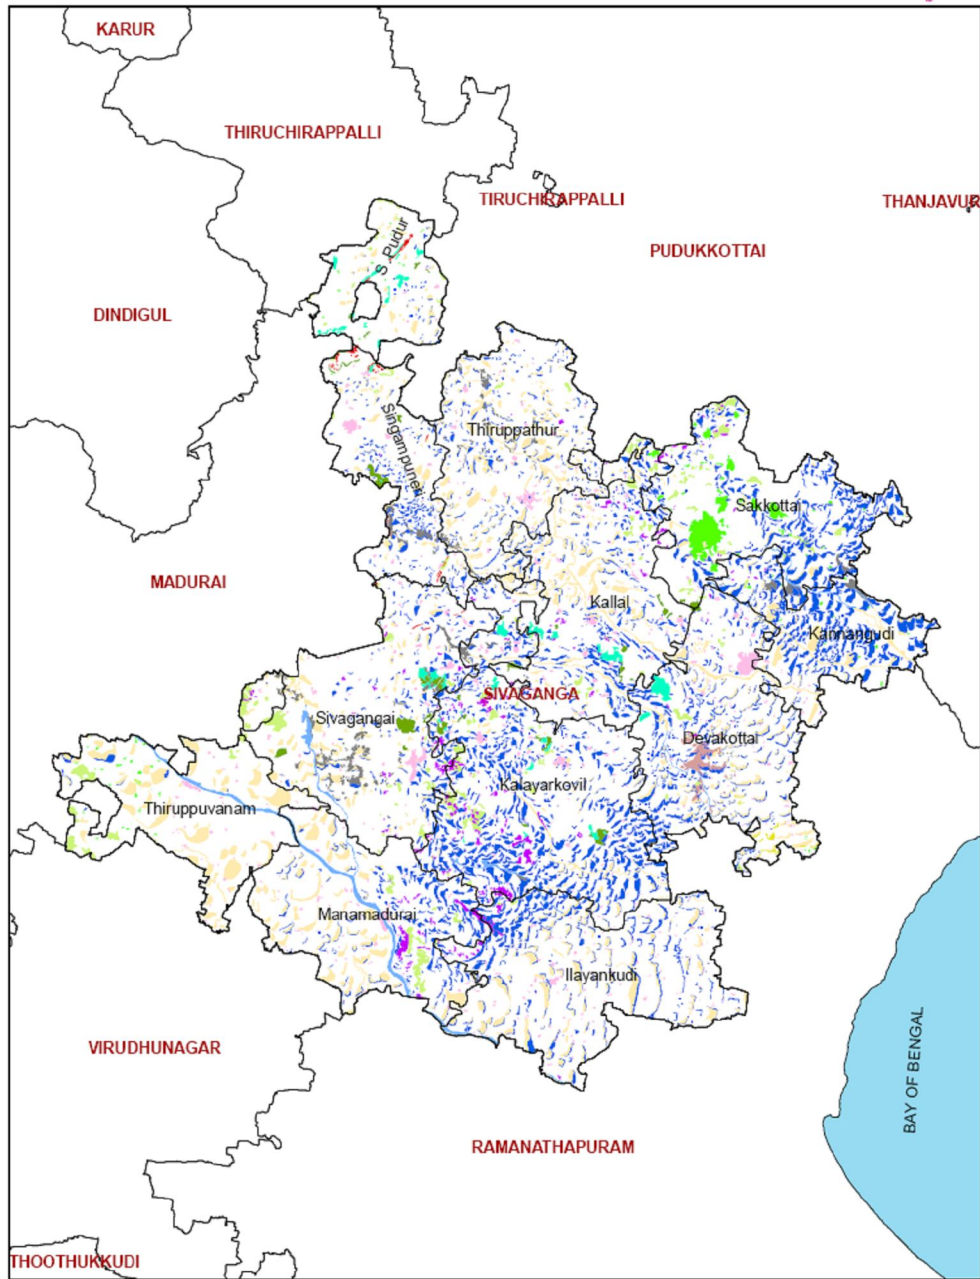 KARUR
THIRUCHIRAPPALLI
TIRUCHIRAPPALLI
THANJAVUR
S. Pudur
PUDUKKOTTAI
DINDIGUL
Singampuneri
Thiruppathur
Sakkottai
MADURAI
Kallal
Kannangudi
SIVAGANGA
Sivagangai
Devakottai
Kalayarkovil
Thiruppuvanam
Manamadurai
Ilayankudi
VIRUDHUNAGAR
BAY OF BENGAL
RAMANATHAPURAM
THOOTHUKKUDI